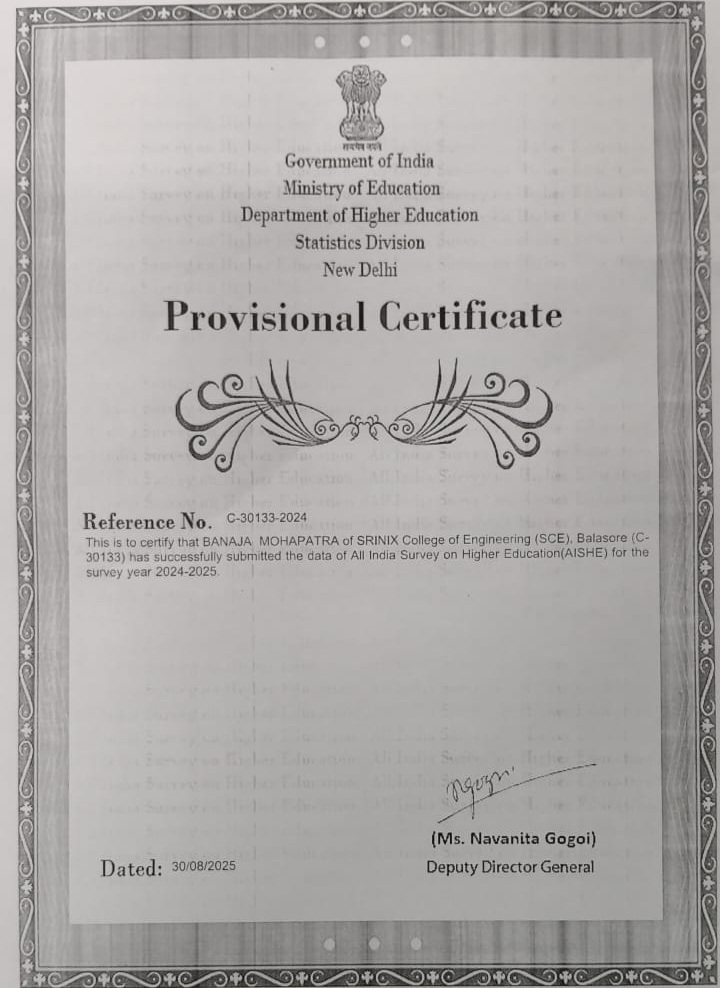 सत्यमेव जयते
Government of India
Ministry of Education
Department of Higher Education
Statistics Division
New Delhi
Provisional Certificate
Reference No. C-30133-2024
This is to certify that BANAJA MOHAPATRA of SRINIX College of Engineering (SCE), Balasore (C-
30133) has successfully submitted the data of All India Survey on Higher Education(AISHE) for the
survey year 2024-2025.
NGogoi
(Ms. Navanita Gogoi)
Dated: 30/08/2025
Deputy Director General